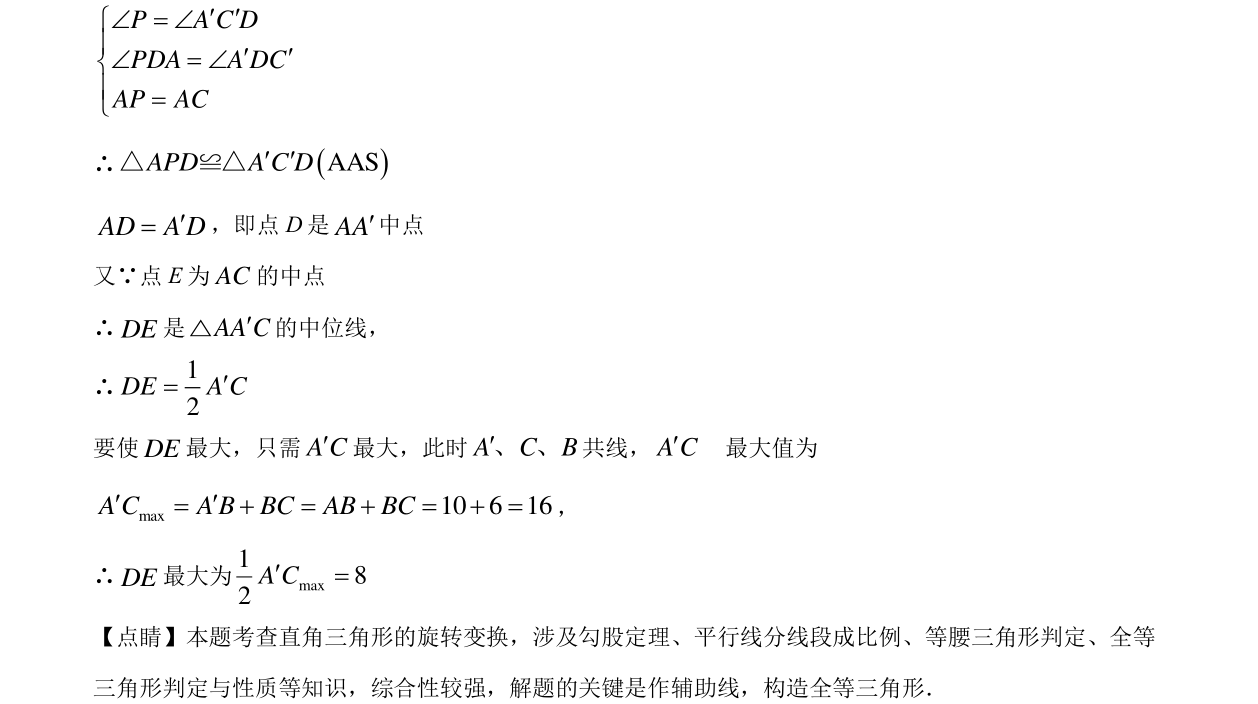 ∠P = ∠A′C′D
∠PDA = ∠A′DC′
AP = AC
∴△APD≌△A′C′D(AAS)
AD = A′D，即点 D 是 AA′ 中点
又∵点 E 为 AC 的中点
∴ DE 是 △AA′C 的中位线，
∴ DE = 1/2 A′C
要使 DE 最大，只需 A′C 最大，此时 A′、C、B 共线， A′C 最大值为
A′Cmax = A′B + BC = AB + BC = 10 + 6 = 16，
∴ DE 最大为 1/2 A′Cmax = 8
【点睛】本题考查直角三角形的旋转变换，涉及勾股定理、平行线分线段成比例、等腰三角形判定、全等
三角形判定与性质等知识，综合性较强，解题的关键是作辅助线，构造全等三角形．